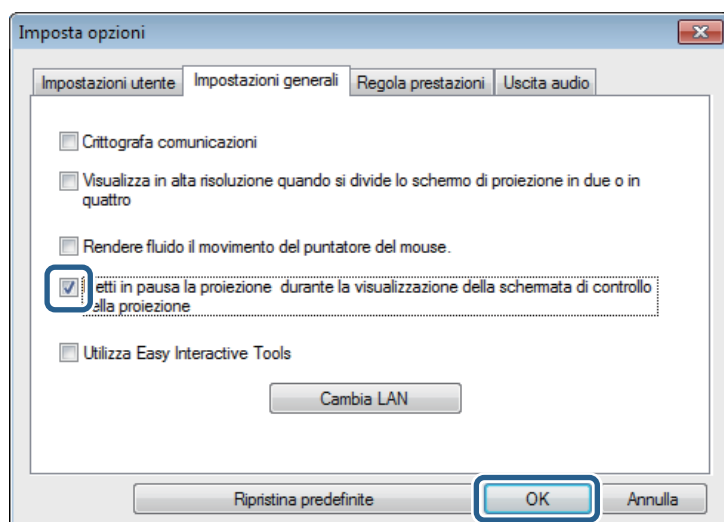 Imposta opzioni
Impostazioni utente Impostazioni generali Regola prestazioni Uscita audio
Crittografa comunicazioni
Visualizza in alta risoluzione quando si divide lo schermo di proiezione in due o in
quattro
Rendere fluido il movimento del puntatore del mouse.
etti in pausa la proiezione durante la visualizzazione della schermata di controllo
ella proiezione
Utilizza Easy Interactive Tools
Cambia LAN
Ripristina predefinite OK Annulla